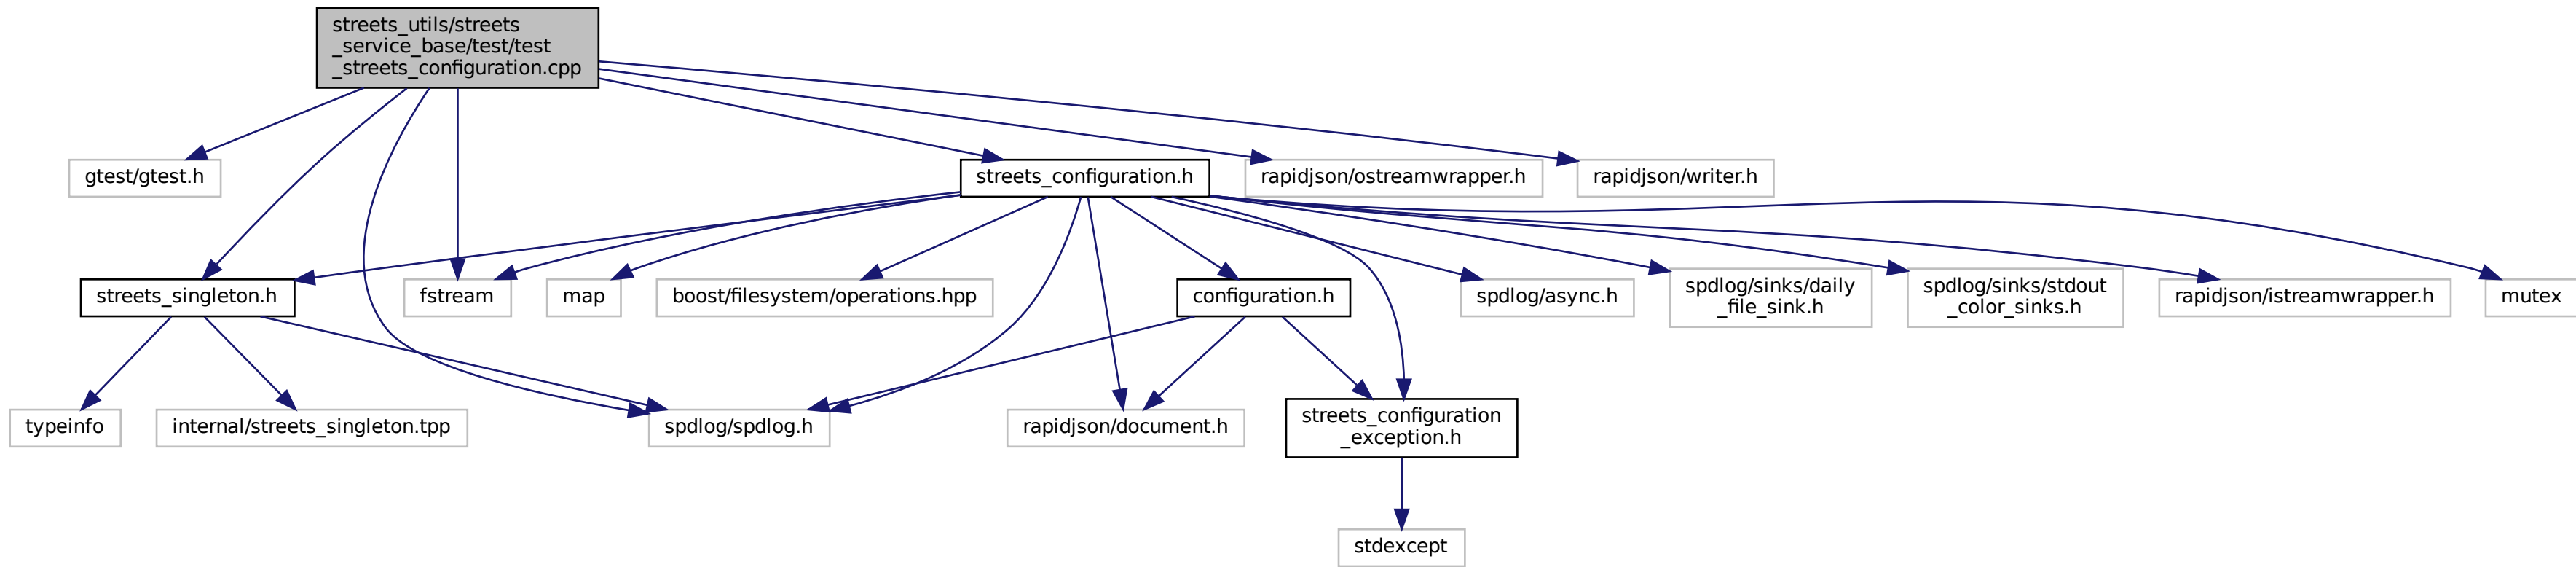 streets_utils/streets
_service_base/test/test
_streets_configuration.cpp
gtest/gtest.h
streets_configuration.h
rapidjson/ostreamwrapper.h
rapidjson/writer.h
streets_singleton.h
fstream
map
boost/filesystem/operations.hpp
configuration.h
spdlog/async.h
spdlog/sinks/daily
_file_sink.h
spdlog/sinks/stdout
_color_sinks.h
rapidjson/istreamwrapper.h
mutex
typeinfo
internal/streets_singleton.tpp
spdlog/spdlog.h
rapidjson/document.h
streets_configuration
_exception.h
stdexcept